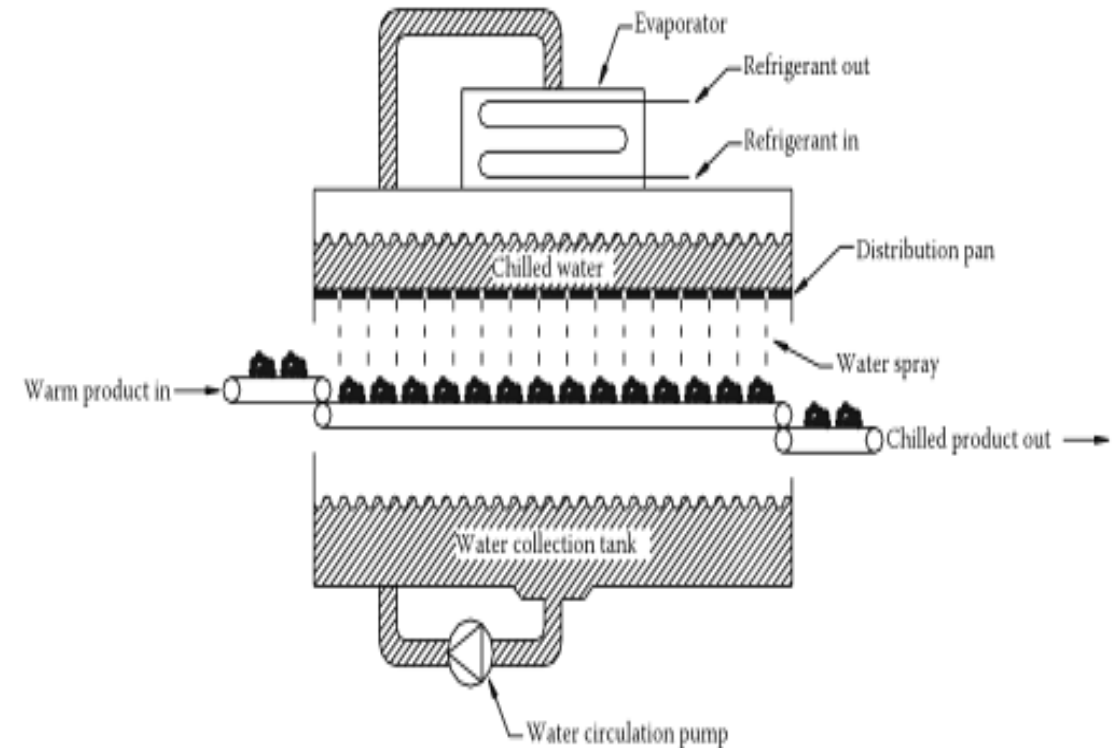 Evaporator
Refrigerant out
Refrigerant in
Distribution pan
Chilled water
Water spray
Warm product in
Chilled product out
Water collection tank
Water circulation pump